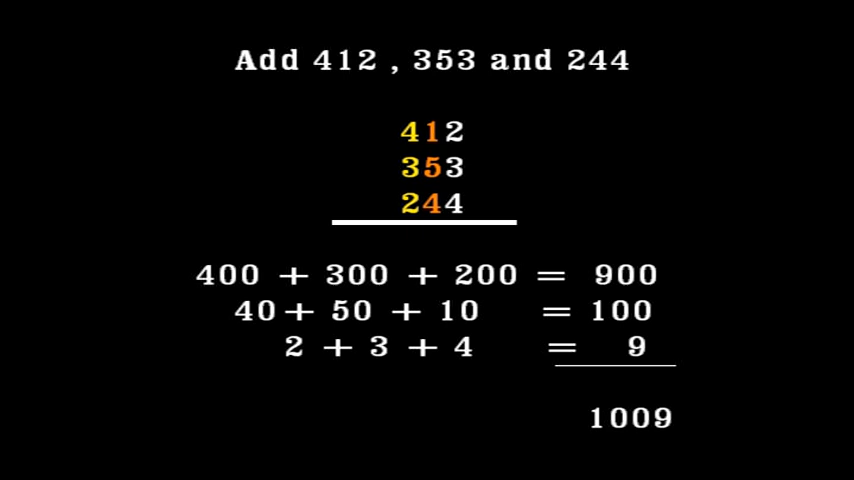 Add 412 , 353 and 244
412
353
244
400 + 300 + 200 = 900
40 + 50 + 10 = 100
2 + 3 + 4 = 9
1009